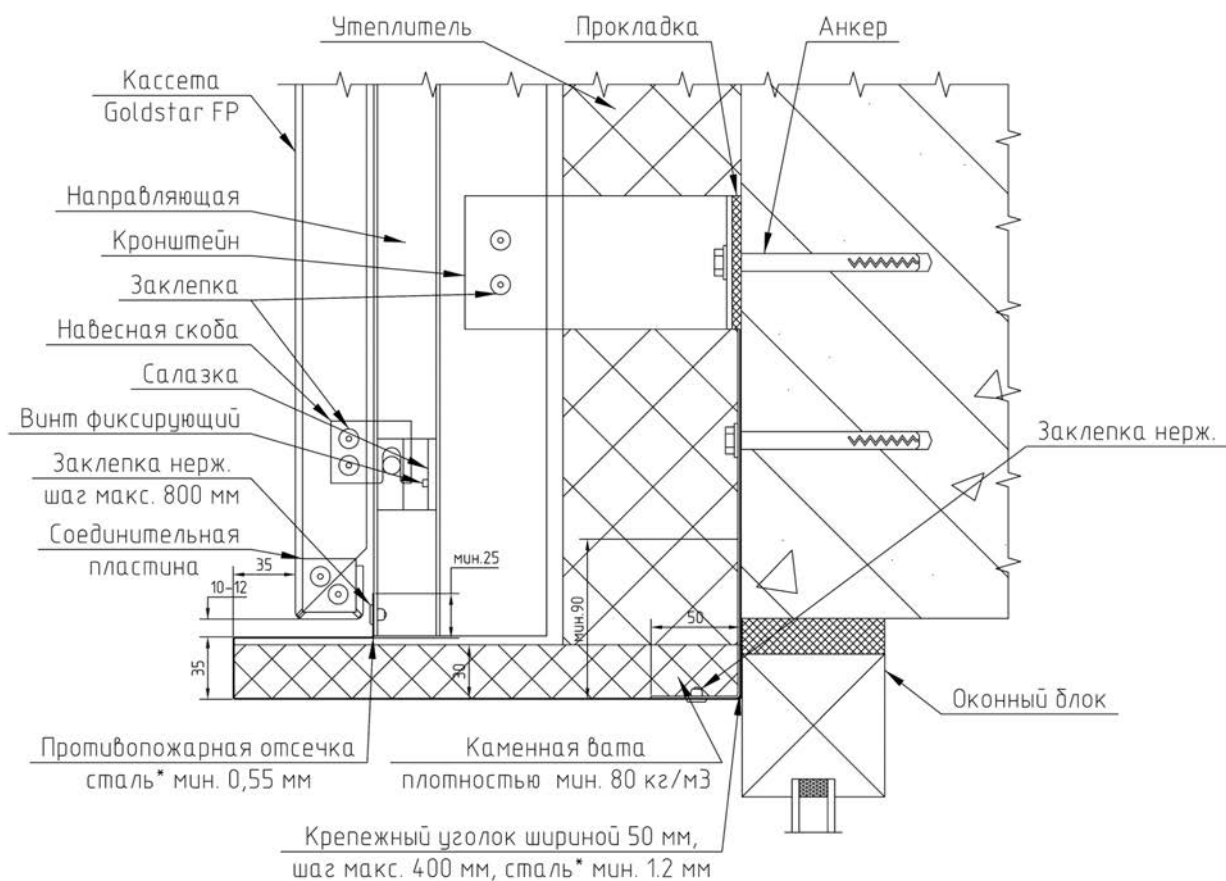 Утеплитель
Прокладка
Анкер
Кассета
Goldstar FP
Направляющая
Кронштейн
Заклепка
Навесная скоба
Салазка
Винт фиксирующий
Заклепка нерж.
шаг макс. 800 мм
Соединительная
пластина
Заклепка нерж.
35
10-12
мин.25
мин.90
50
35
30
Оконный блок
Противопожарная отсечка
сталь* мин. 0,55 мм
Каменная вата
плотностью мин. 80 кг/м3
Крепежный уголок шириной 50 мм,
шаг макс. 400 мм, сталь* мин. 1.2 мм